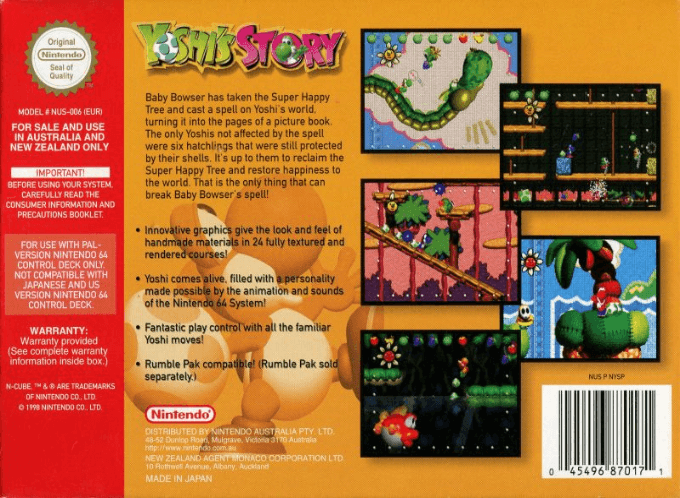 Original
Nintendo
Seal of
Quality
TM
MODEL # NUS-006 (EUR)
FOR SALE AND USE
IN AUSTRALIA AND
NEW ZEALAND ONLY
IMPORTANT!
BEFORE USING YOUR SYSTEM,
CAREFULLY READ THE
CONSUMER INFORMATION AND
PRECAUTIONS BOOKLET.
FOR USE WITH PAL-
VERSION NINTENDO 64
CONTROL DECK ONLY.
NOT COMPATIBLE WITH
JAPANESE AND US
VERSION NINTENDO 64
CONTROL DECK.
WARRANTY:
Warranty provided
(See complete warranty
information inside box.)
N-CUBE, ™ & ® ARE TRADEMARKS
OF NINTENDO CO., LTD.
© 1998 NINTENDO CO., LTD.
YOSHI'S STORY
Baby Bowser has taken the Super Happy
Tree and cast a spell on Yoshi's world,
turning it into the pages of a picture book.
The only Yoshis not affected by the spell
were six hatchlings that were still protected
by their shells. It's up to them to reclaim the
Super Happy Tree and restore happiness to
the world. That is the only thing that can
break Baby Bowser's spell!
• Innovative graphics give the look and feel of
handmade materials in 24 fully textured and
rendered courses!
• Yoshi comes alive, filled with a personality
made possible by the animation and sounds
of the Nintendo 64 System!
• Fantastic play control with all the familiar
Yoshi moves!
• Rumble Pak compatible! (Rumble Pak sold
separately.)
Nintendo®
DISTRIBUTED BY NINTENDO AUSTRALIA PTY. LTD.
48-52 Dunlop Road, Mulgrave, Victoria 3170 Australia
http://www.nintendo.com.au
NEW ZEALAND AGENT MONACO CORPORATION LTD.
10 Rothwell Avenue, Albany, Auckland
MADE IN JAPAN
NUS P NYSP
0 45496 87017 1